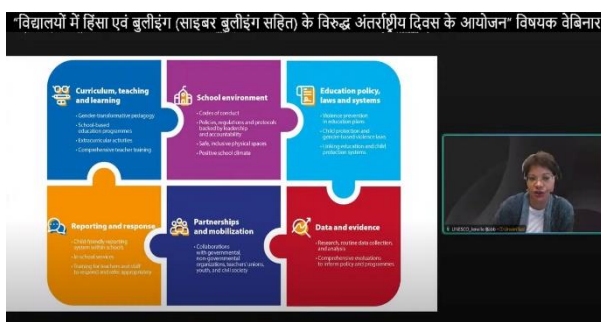 "विद्यालयों में हिंसा एवं बुलीइंग (साइबर बुलीइंग सहित) के विरुद्ध अंतर्राष्ट्रीय दिवस के आयोजन" विषयक वेबिनार
Curriculum, teaching
and learning
• Gender-transformative pedagogy
• School-based
education programmes
• Extracurricular activities
• Comprehensive teacher training
School environment
• Codes of conduct
• Policies, regulations and protocols
backed by leadership
and accountability
• Safe, inclusive physical spaces
• Positive school climate
Education policy,
laws and systems
• Violence prevention
in education plans
• Child protection and
gender-based violence laws
• Linking education and child
protection systems
Reporting and response
• Child-friendly reporting
system within schools
• In-school services
• Training for teachers and staff
to respond and refer appropriately
Partnerships
and mobilization
• Collaborations
with governmental,
non-governmental
organizations, teachers' unions,
youth, and civil society
Data and evidence
• Research, routine data collection,
and analysis
• Comprehensive evaluations
to inform policy and programmes